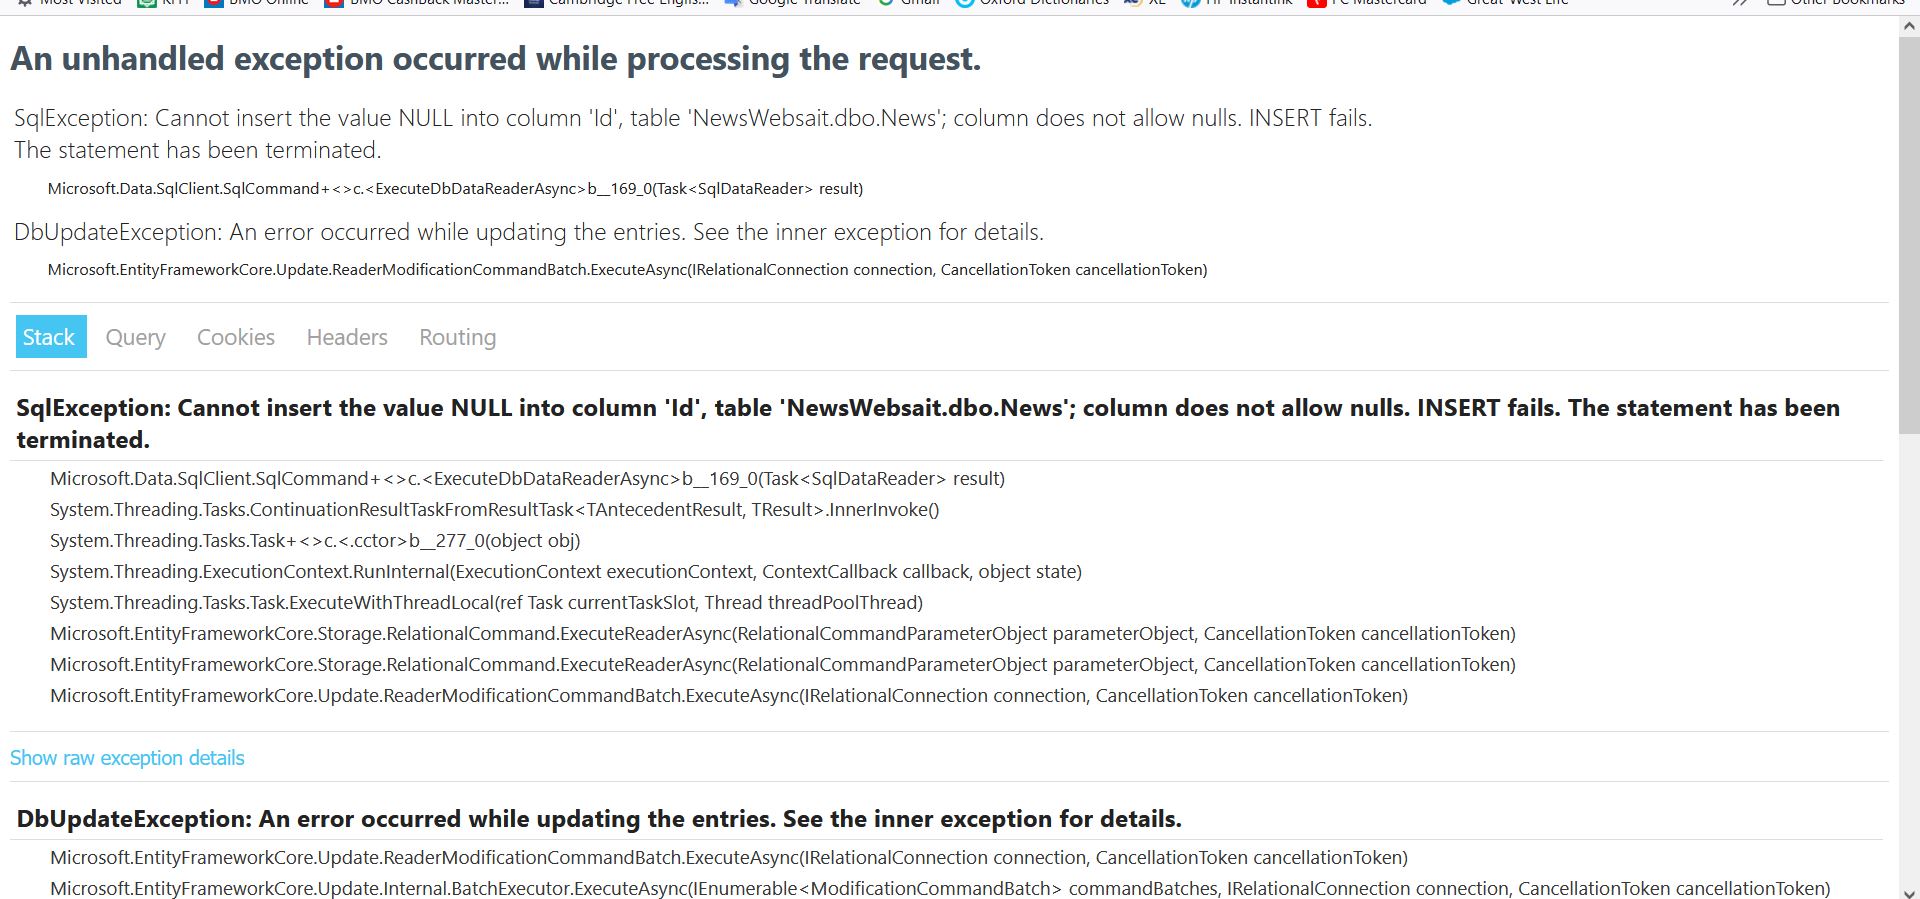 Most Visited BMO Online BMO Cashback Master... Cambridge Free Englis... Google Translate Gmail Oxford Dictionaries XE HP Instantink PC Mastercard Great-West Life Other Bookmarks
An unhandled exception occurred while processing the request.
SqlException: Cannot insert the value NULL into column 'Id', table 'NewsWebsait.dbo.News'; column does not allow nulls. INSERT fails.
The statement has been terminated.
Microsoft.Data.SqlClient.SqlCommand+<>c.<ExecuteDbDataReaderAsync>b__169_0(Task<SqlDataReader> result)
DbUpdateException: An error occurred while updating the entries. See the inner exception for details.
Microsoft.EntityFrameworkCore.Update.ReaderModificationCommandBatch.ExecuteAsync(IRelationalConnection connection, CancellationToken cancellationToken)
Stack Query Cookies Headers Routing
SqlException: Cannot insert the value NULL into column 'Id', table 'NewsWebsait.dbo.News'; column does not allow nulls. INSERT fails. The statement has been
terminated.
Microsoft.Data.SqlClient.SqlCommand+<>c.<ExecuteDbDataReaderAsync>b__169_0(Task<SqlDataReader> result)
System.Threading.Tasks.ContinuationResultTaskFromResultTask<TAntecedentResult, TResult>.InnerInvoke()
System.Threading.Tasks.Task+<>c.<.cctor>b__277_0(object obj)
System.Threading.ExecutionContext.RunInternal(ExecutionContext executionContext, ContextCallback callback, object state)
System.Threading.Tasks.Task.ExecuteWithThreadLocal(ref Task currentTaskSlot, Thread threadPoolThread)
Microsoft.EntityFrameworkCore.Storage.RelationalCommand.ExecuteReaderAsync(RelationalCommandParameterObject parameterObject, CancellationToken cancellationToken)
Microsoft.EntityFrameworkCore.Storage.RelationalCommand.ExecuteReaderAsync(RelationalCommandParameterObject parameterObject, CancellationToken cancellationToken)
Microsoft.EntityFrameworkCore.Update.ReaderModificationCommandBatch.ExecuteAsync(IRelationalConnection connection, CancellationToken cancellationToken)
Show raw exception details
DbUpdateException: An error occurred while updating the entries. See the inner exception for details.
Microsoft.EntityFrameworkCore.Update.ReaderModificationCommandBatch.ExecuteAsync(IRelationalConnection connection, CancellationToken cancellationToken)
Microsoft.EntityFrameworkCore.Update.Internal.BatchExecutor.ExecuteAsync(IEnumerable<ModificationCommandBatch> commandBatches, IRelationalConnection connection, CancellationToken cancellationToken)